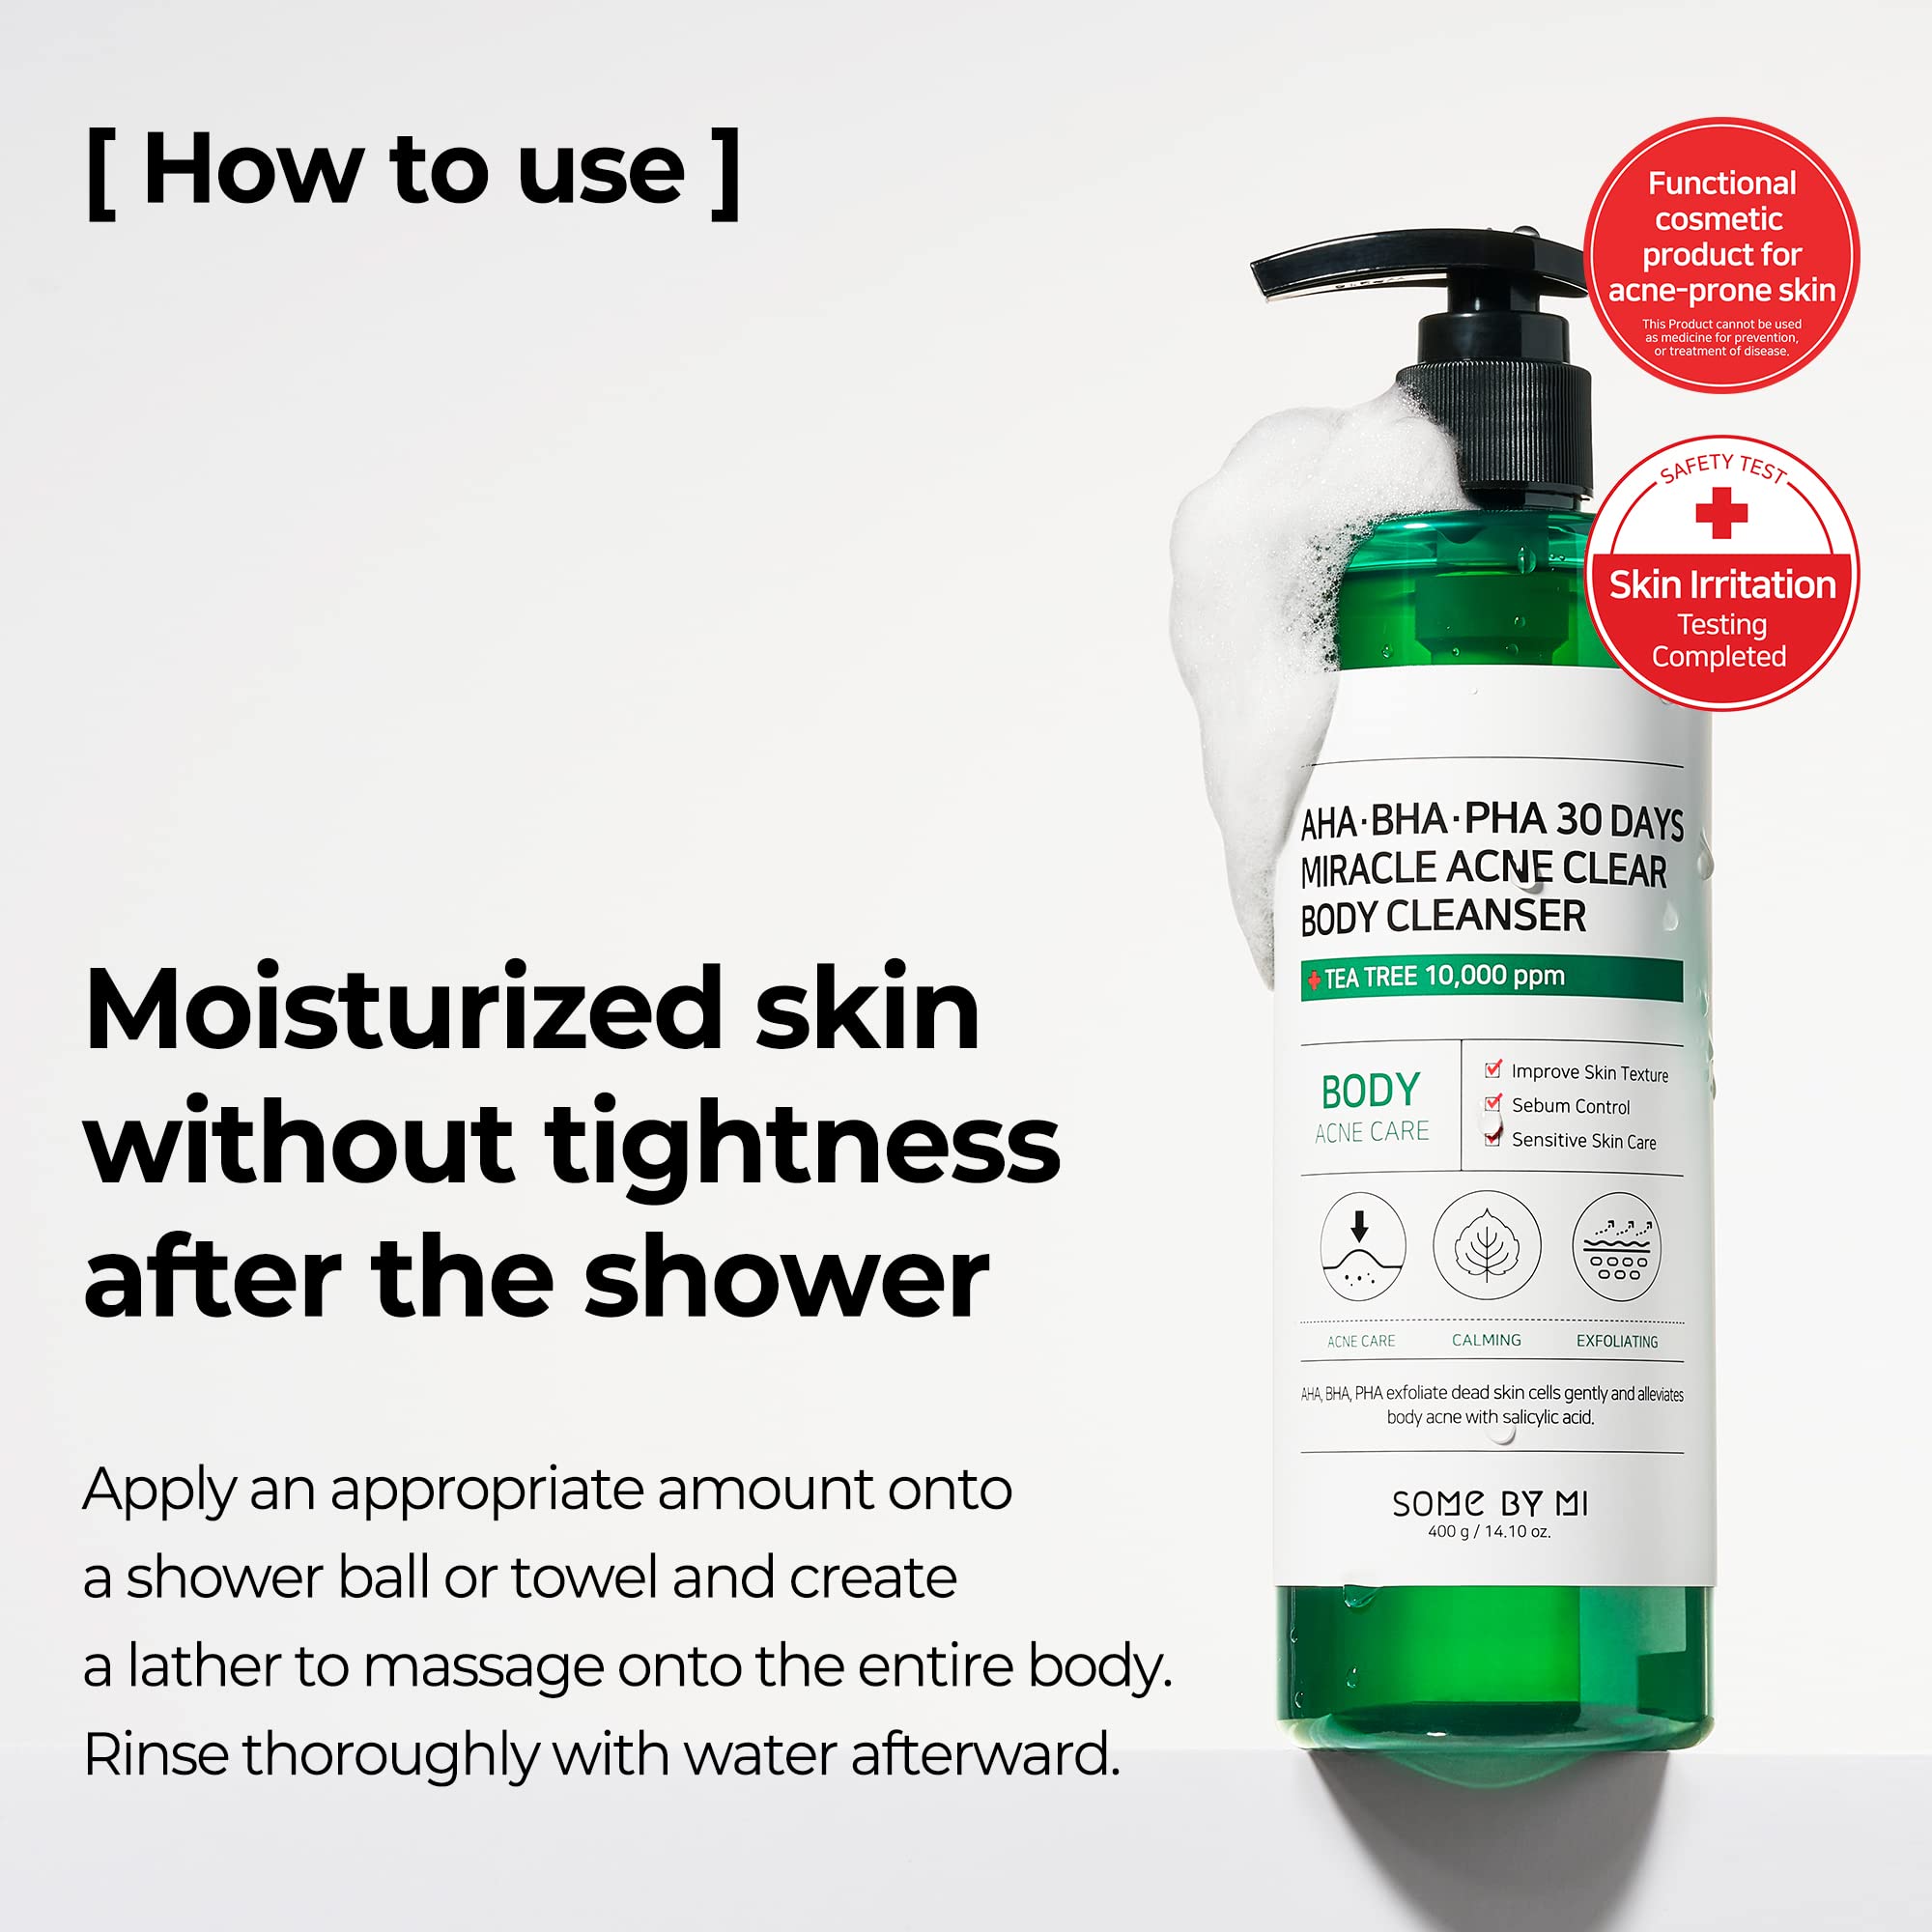 [ How to use ]
Functional
cosmetic
product for
acne-prone skin
This Product cannot be used
as medicine for prevention,
or treatment of disease.
SAFETY TEST
Skin Irritation
Testing
Completed
AHA·BHA·PHA 30 DAYS
MIRACLE ACNE CLEAR
BODY CLEANSER
TEA TREE 10,000 ppm
BODY
ACNE CARE
Improve Skin Texture
Sebum Control
Sensitive Skin Care
ACNE CARE
CALMING
EXFOLIATING
AHA, BHA, PHA exfoliate dead skin cells gently and alleviates
body acne with salicylic acid.
SOME BY MI
400 g / 14.10 oz.
Moisturized skin
without tightness
after the shower
Apply an appropriate amount onto
a shower ball or towel and create
a lather to massage onto the entire body.
Rinse thoroughly with water afterward.